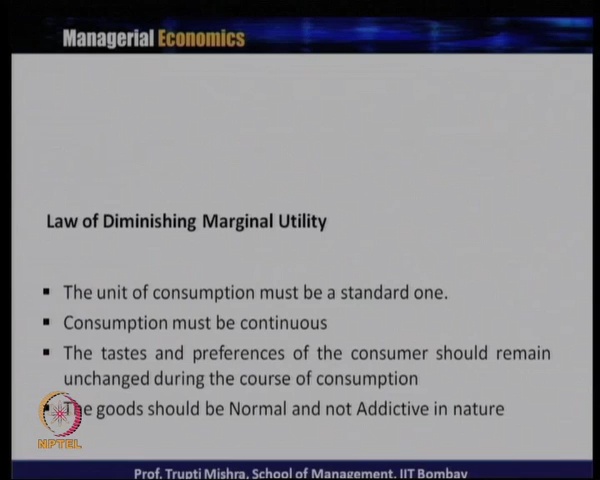 Managerial Economics
Law of Diminishing Marginal Utility
▪ The unit of consumption must be a standard one.
▪ Consumption must be continuous
▪ The tastes and preferences of the consumer should remain
unchanged during the course of consumption
▪ The goods should be Normal and not Addictive in nature
NPTEL
Prof. Trupti Mishra, School of Management, IIT Bombay